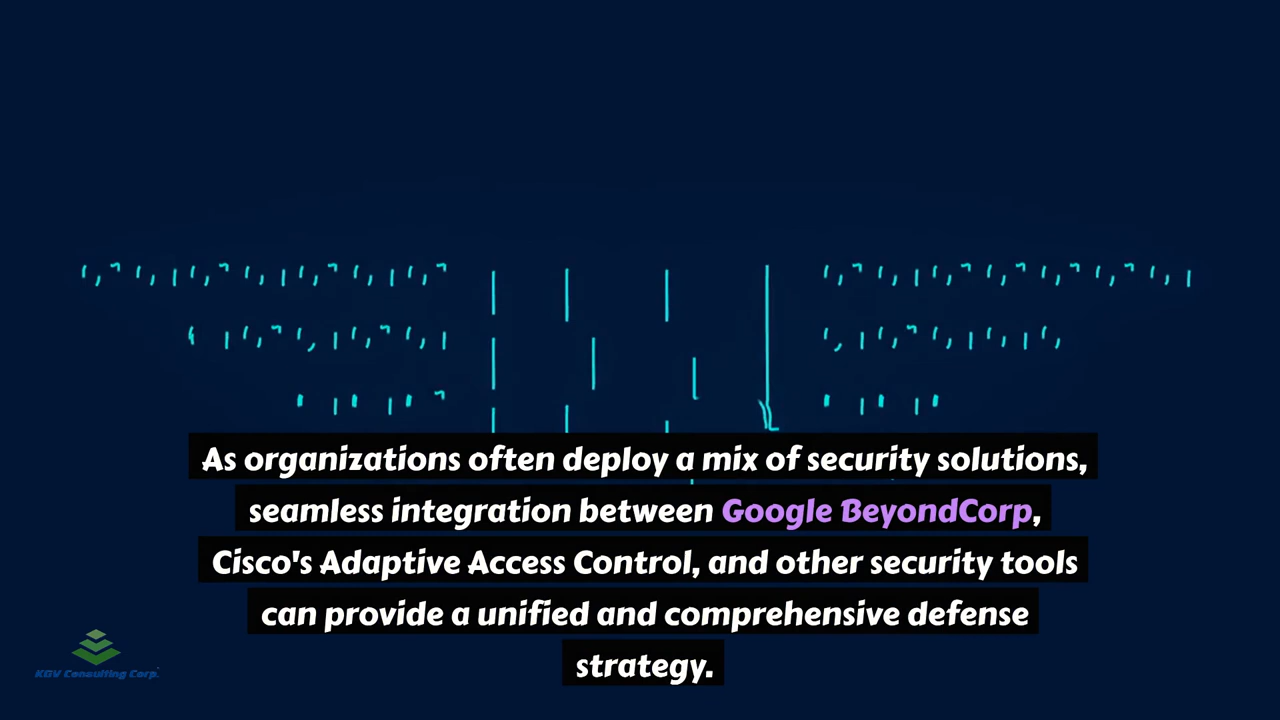 As organizations often deploy a mix of security solutions,
seamless integration between Google BeyondCorp,
Cisco's Adaptive Access Control, and other security tools
can provide a unified and comprehensive defense
strategy.
KGV Consulting Corp.